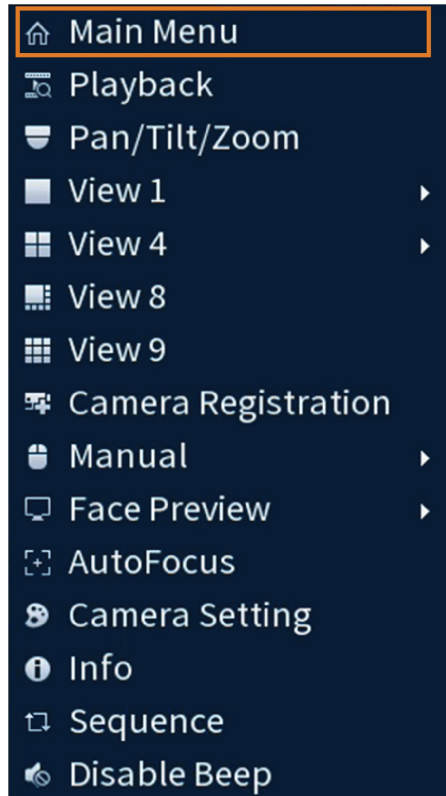 Main Menu
Playback
Pan/Tilt/Zoom
View 1
View 4
View 8
View 9
Camera Registration
Manual
Face Preview
AutoFocus
Camera Setting
Info
Sequence
Disable Beep